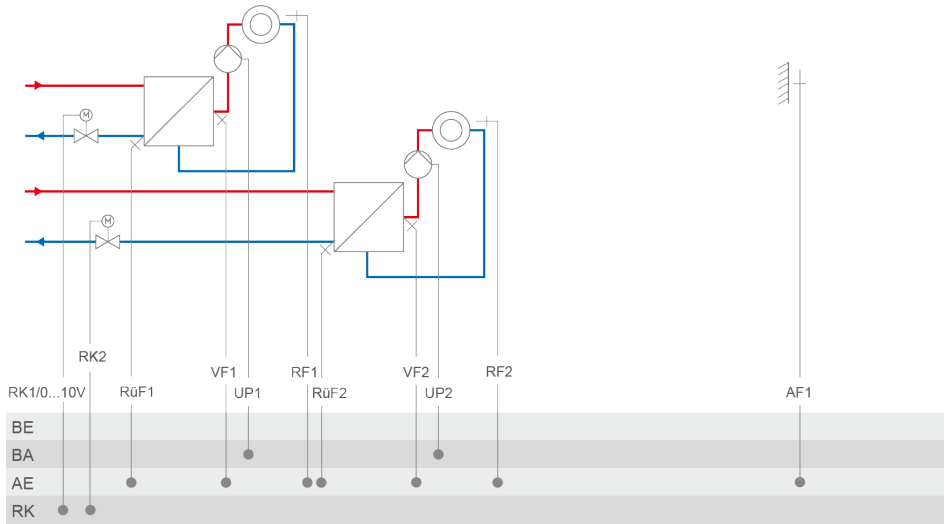 M
M
RK2
RK1/0...10V
RüF1
VF1
UP1
RF1
RüF2
VF2
UP2
RF2
AF1
BE
BA
AE
RK